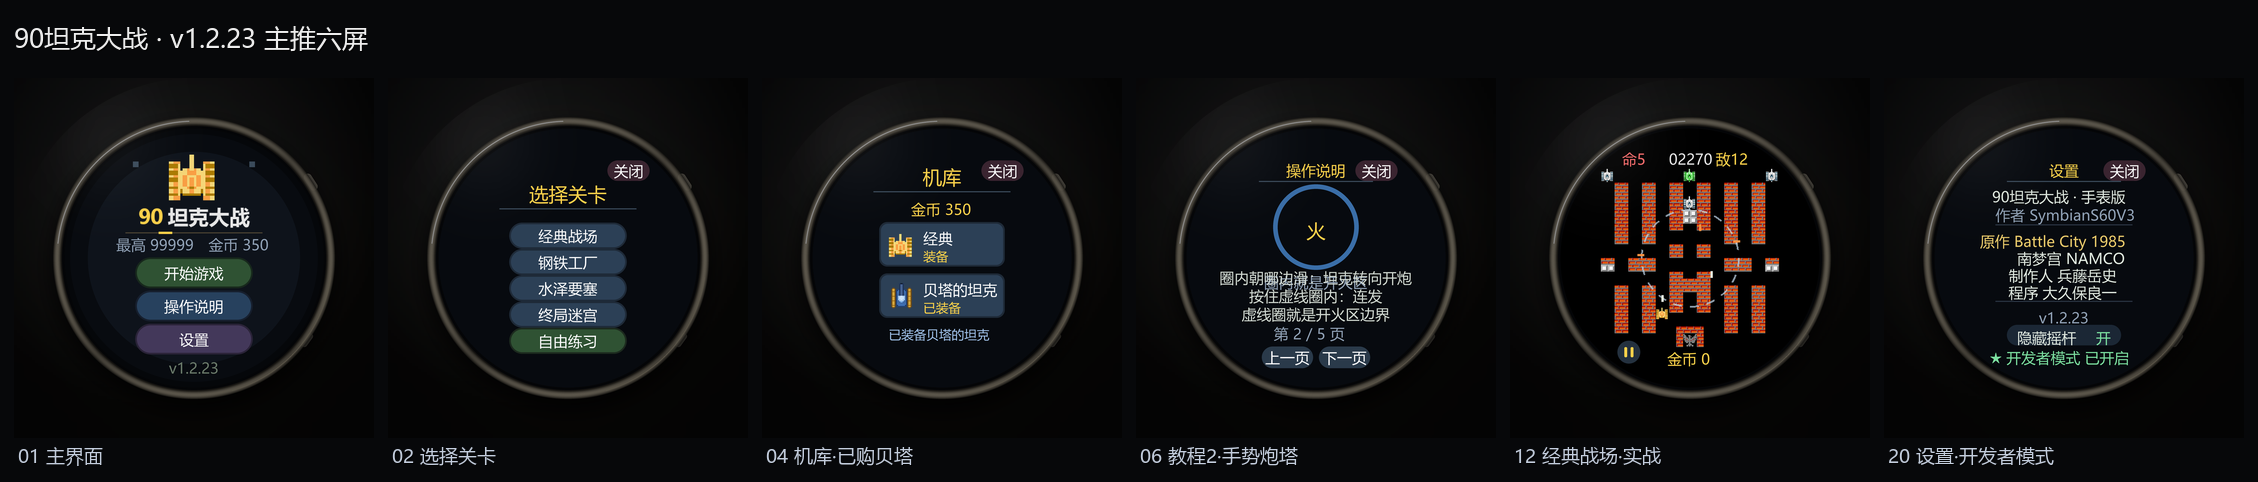 90坦克大战 · v1.2.23 主推六屏
90 坦克大战
最高 99999 金币 350
开始游戏
操作说明
设置
v1.2.23
01 主界面
关闭
选择关卡
经典战场
钢铁工厂
水泽要塞
终局迷宫
自由练习
02 选择关卡
机库
关闭
金币 350
经典
装备
贝塔的坦克
已装备
已装备贝塔的坦克
04 机库·已购贝塔
操作说明
关闭
火
圈内朝哪边滑：坦克转向开炮
按住虚线圈内：连发
虚线圈就是开火区边界
第 2 / 5 页
上一页
下一页
06 教程2·手势炮塔
命5 02270 敌12
金币 0
12 经典战场·实战
设置
关闭
90坦克大战 · 手表版
作者 SymbianS60V3
原作 Battle City 1985
南梦宫 NAMCO
制作人 兵藤岳史
程序 大久保良一
v1.2.23
隐藏摇杆 开
★ 开发者模式 已开启
20 设置·开发者模式